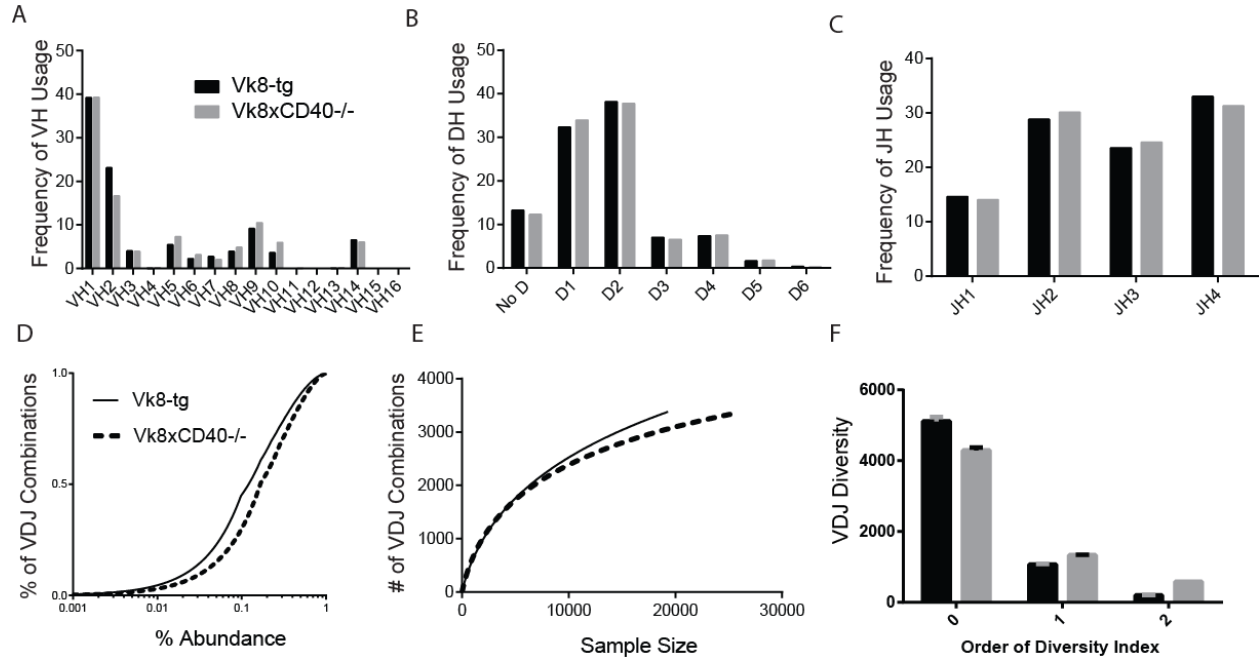 A
Frequency of VH Usage
50
40
30
20
10
0
Vk8-tg
Vk8xCD40-/-
VH1
VH2
VH3
VH4
VH5
VH6
VH7
VH8
VH9
VH10
VH11
VH12
VH13
VH14
VH15
VH16
B
Frequency of DH Usage
50
40
30
20
10
0
No D
D1
D2
D3
D4
D5
D6
C
Frequency of JH Usage
40
30
20
10
0
JH1
JH2
JH3
JH4
D
% of VDJ Combinations
1.0
0.5
0.0
Vk8-tg
Vk8xCD40-/-
0.001
0.01
0.1
1
% Abundance
E
# of VDJ Combinations
4000
3000
2000
1000
0
0
10000
20000
30000
Sample Size
F
VDJ Diversity
6000
4000
2000
0
0
1
2
Order of Diversity Index